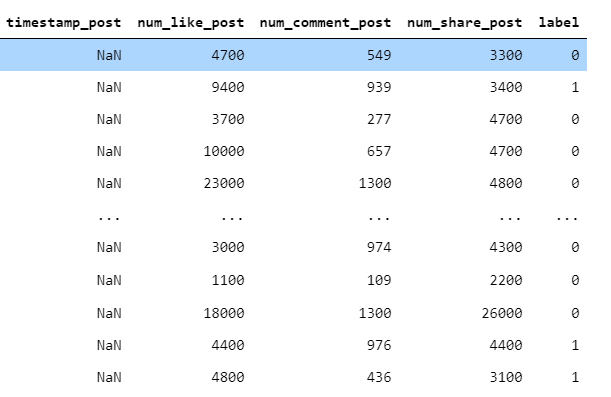 timestamp_post num_like_post num_comment_post num_share_post label
NaN 4700 549 3300 0
NaN 9400 939 3400 1
NaN 3700 277 4700 0
NaN 10000 657 4700 0
NaN 23000 1300 4800 0
... ... ... ... ...
NaN 3000 974 4300 0
NaN 1100 109 2200 0
NaN 18000 1300 26000 0
NaN 4400 976 4400 1
NaN 4800 436 3100 1